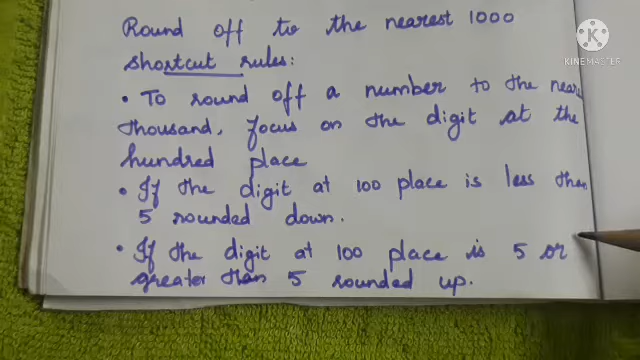 Round off to the nearest 1000
shortcut rules:
• To round off a number to the neare
thousand, focus on the digit at the
hundred place
• If the digit at 100 place is less than
5 rounded down.
• If the digit at 100 place is 5 or
greater than 5 rounded up.
K
KINEMASTER